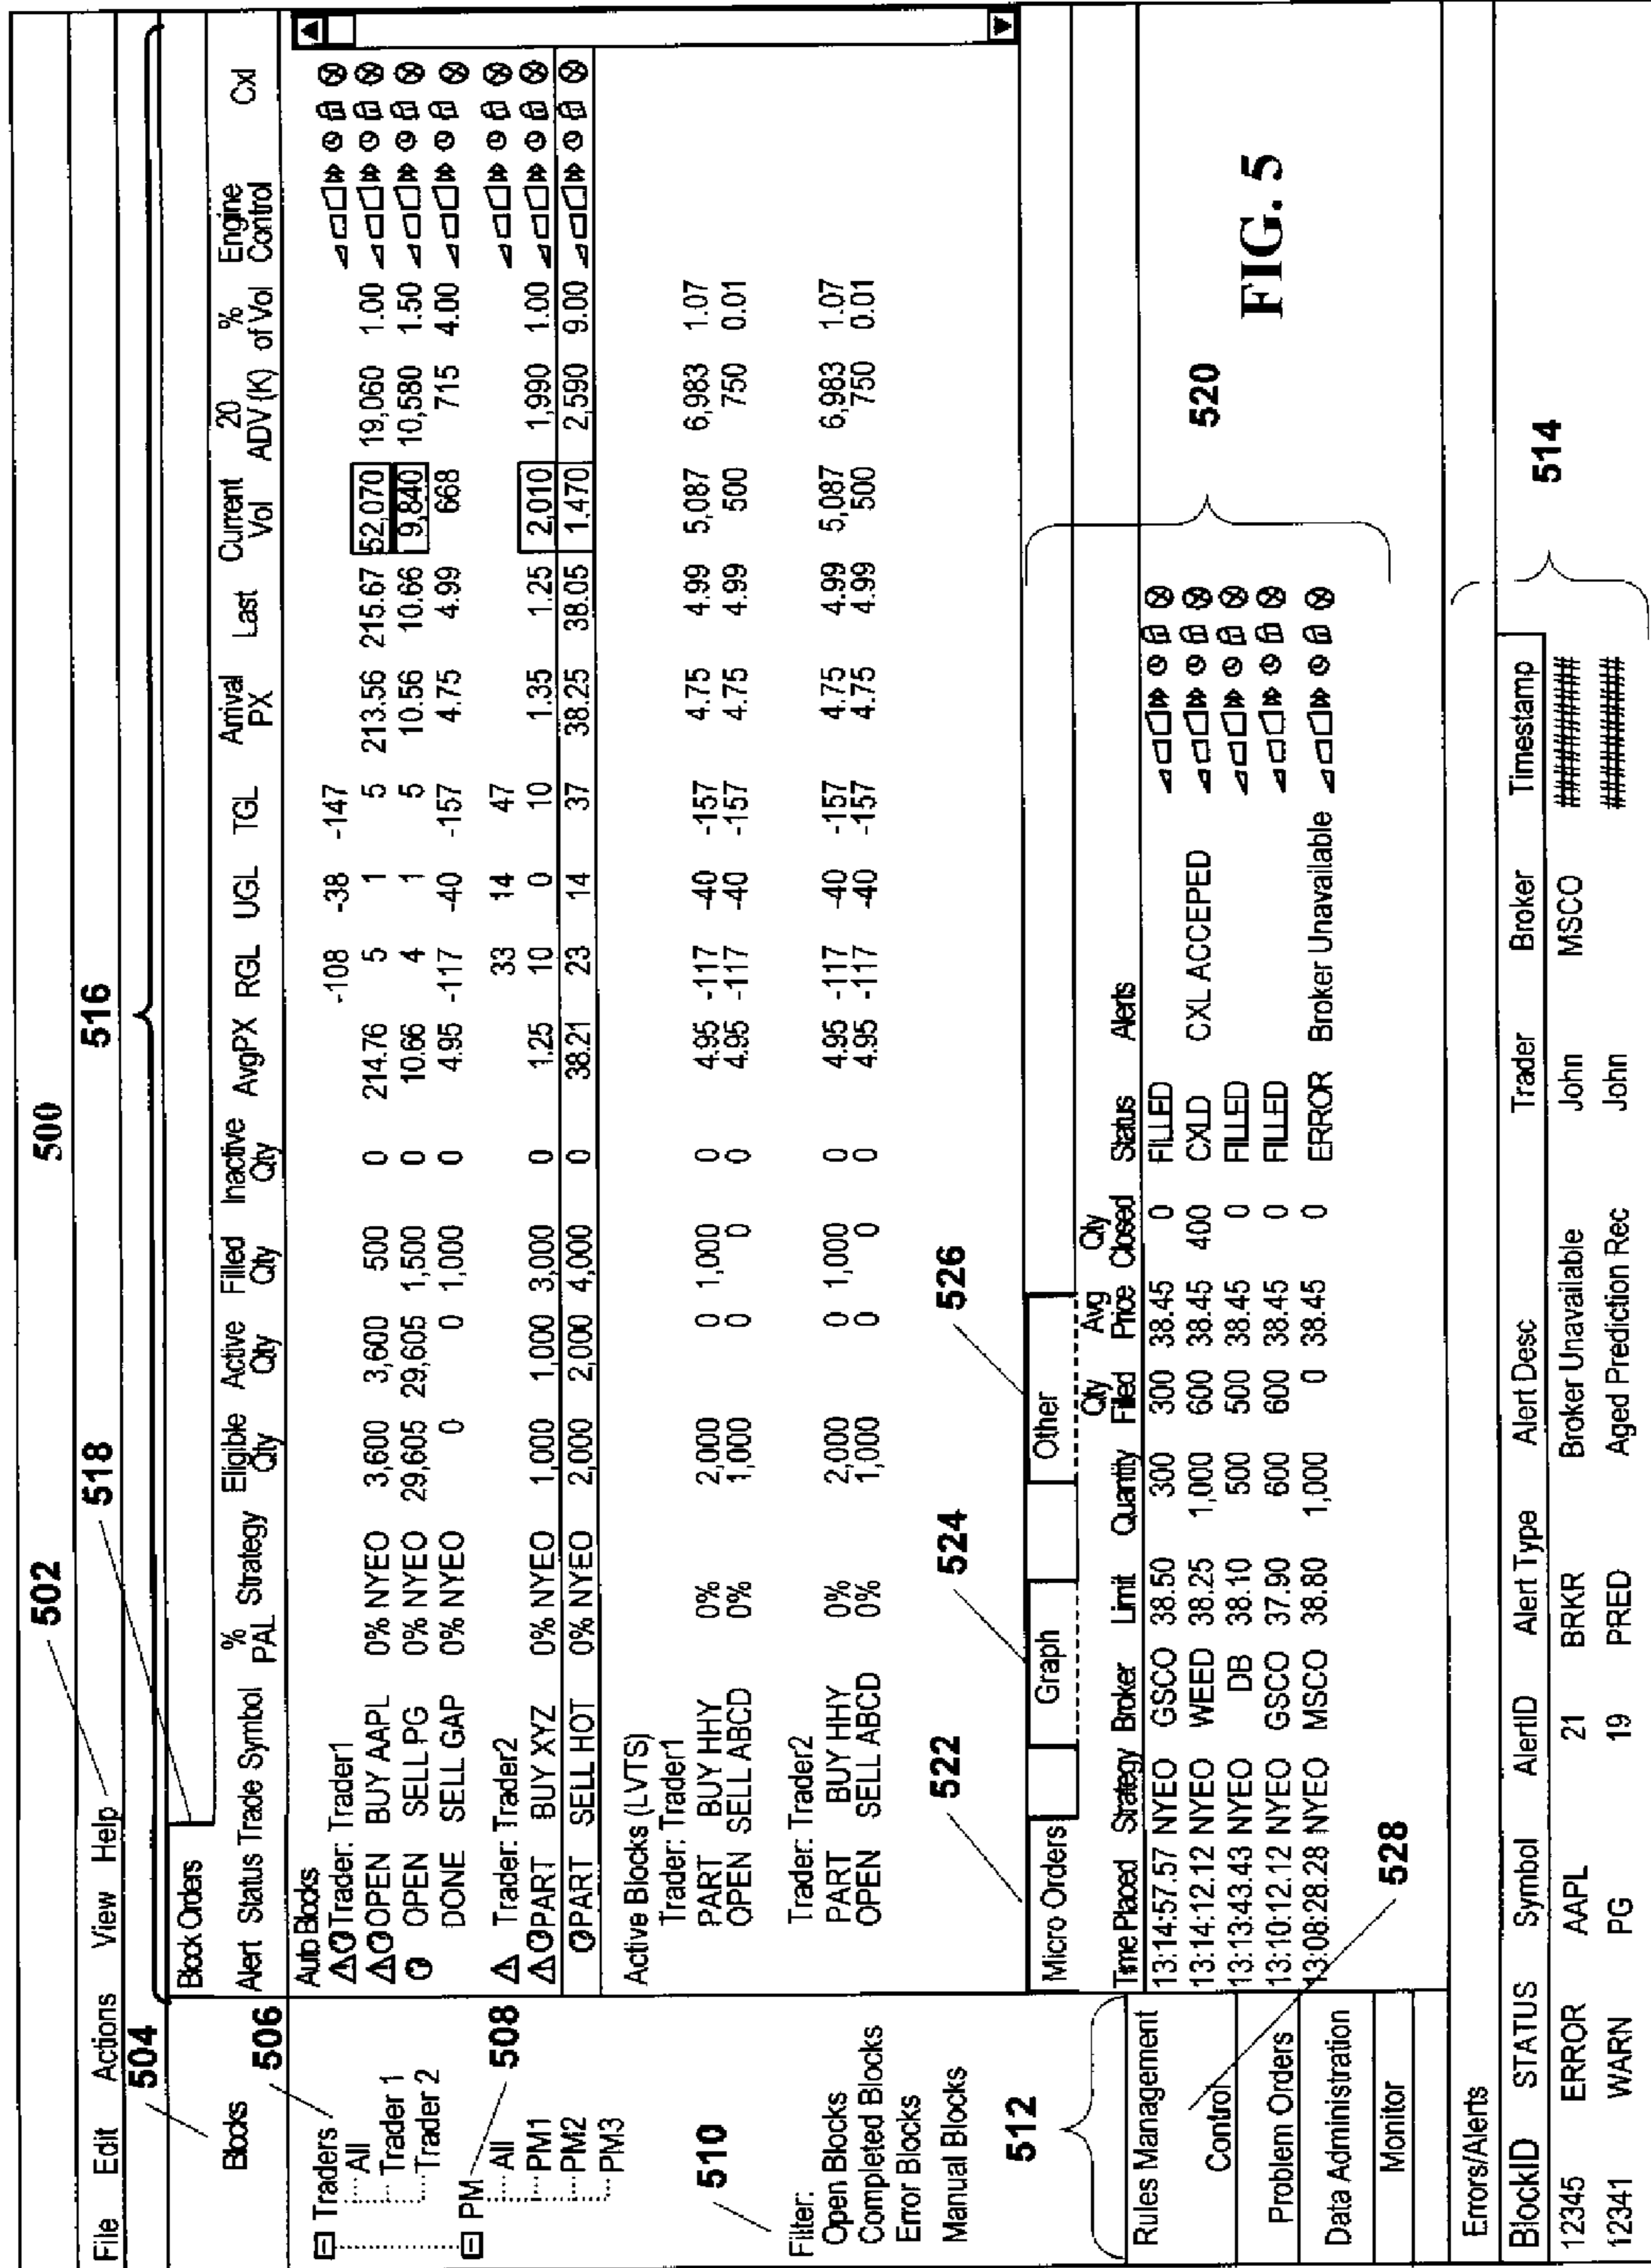 500
502
516
518
File Edit Actions View Help
504
Blocks
506
Traders
All
Trader 1
Trader 2
508
PM
All
PM1
PM2
PM3
510
Filter:
Open Blocks
Completed Blocks
Error Blocks
Manual Blocks
512
Rules Management
Control
Problem Orders
Data Administration
Monitor
Block Orders
Alert Status Trade Symbol % PAL Strategy Eligible Qty Active Qty Filled Qty Inactive Qty AvgPX RGL UGL TGL Arrival PX Last Current Vol 20 ADV (K) % of Vol Engine Control Cxl
Auto Blocks
Trader: Trader1 -108 -38 -147
OPEN BUY AAPL 0% NYEO 3,600 3,600 500 0 214.76 5 1 5 213.56 215.67 52,070 19,060 1.00
OPEN SELL PG 0% NYEO 29,605 29,605 1,500 0 10.66 4 1 5 10.56 10.66 9,840 10,580 1.50
DONE SELL GAP 0% NYEO 0 0 1,000 0 4.95 -117 -40 -157 4.75 4.99 668 715 4.00
Trader: Trader2 33 14 47
PART BUY XYZ 0% NYEO 1,000 1,000 3,000 0 1.25 10 0 10 1.35 1.25 2,010 1,990 1.00
PART SELL HOT 0% NYEO 2,000 2,000 4,000 0 38.21 23 14 37 38.25 38.05 1,470 2,590 9.00
Active Blocks (LVTS)
Trader: Trader1
PART BUY HHY 0% 2,000 0 1,000 0 4.95 -117 -40 -157 4.75 4.99 5,087 6,983 1.07
OPEN SELL ABCD 0% 1,000 0 0 0 4.95 -117 -40 -157 4.75 4.99 500 750 0.01
Trader: Trader2
PART BUY HHY 0% 2,000 0 1,000 0 4.95 -117 -40 -157 4.75 4.99 5,087 6,983 1.07
OPEN SELL ABCD 0% 1,000 0 0 0 4.95 -117 -40 -157 4.75 4.99 500 750 0.01
522
524
526
520
Micro Orders Graph Other
Time Placed Strategy Broker Limit Quantity Qty Filled Avg Price Qty Closed Status Alerts
13:14:57.57 NYEO GSCO 38.50 300 300 38.45 0 FILLED
13:14:12.12 NYEO WEED 38.25 1,000 600 38.45 400 CXLD CXL ACCEPED
13:13:43.43 NYEO DB 38.10 500 500 38.45 0 FILLED
13:10:12.12 NYEO GSCO 37.90 600 600 38.45 0 FILLED
13:08:28.28 NYEO MSCO 38.80 1,000 0 38.45 0 ERROR Broker Unavailable
528
FIG. 5
514
Errors/Alerts
BlockID STATUS Symbol AlertID Alert Type Alert Desc Trader Broker Timestamp
12345 ERROR AAPL 21 BRKR Broker Unavailable John MSCO ##########
12341 WARN PG 19 PRED Aged Prediction Rec John ##########